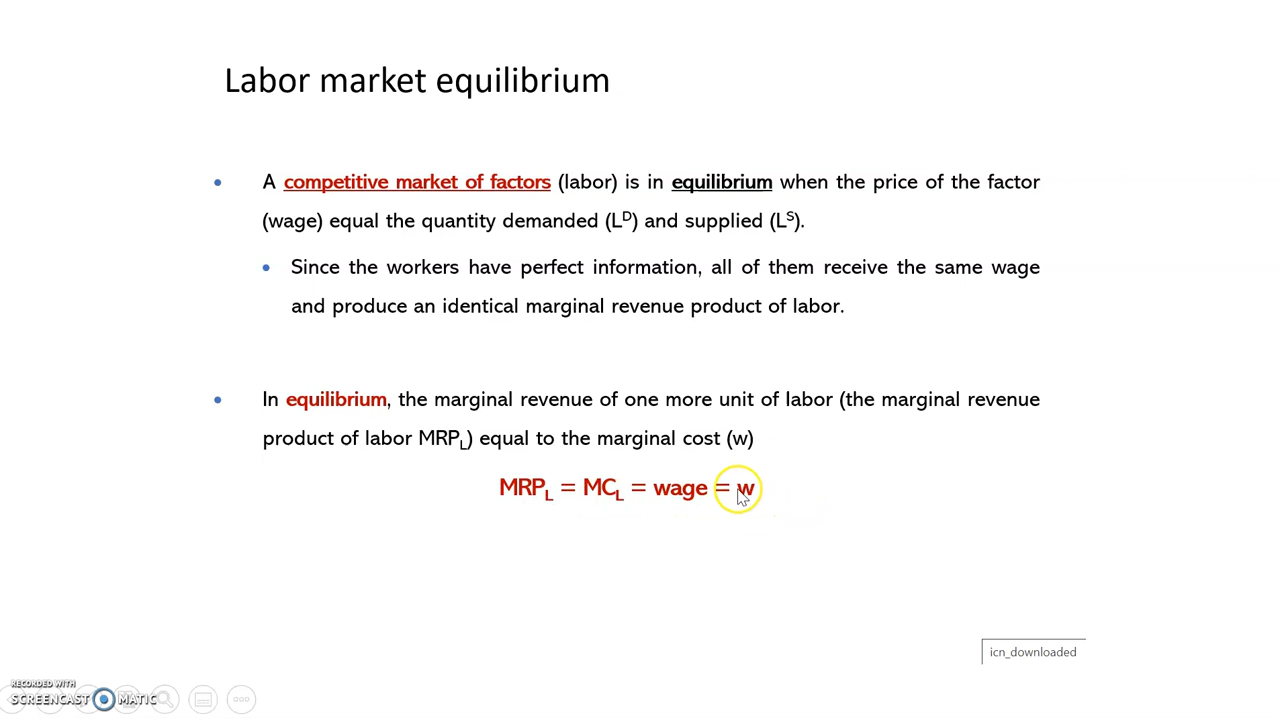 Labor market equilibrium
• A competitive market of factors (labor) is in equilibrium when the price of the factor
(wage) equal the quantity demanded (Lᴰ) and supplied (Lˢ).
• Since the workers have perfect information, all of them receive the same wage
and produce an identical marginal revenue product of labor.
• In equilibrium, the marginal revenue of one more unit of labor (the marginal revenue
product of labor MRP_L) equal to the marginal cost (w)
MRP_L = MC_L = wage = w
icn_downloaded
RECORDED WITH
SCREENCAST MATIC